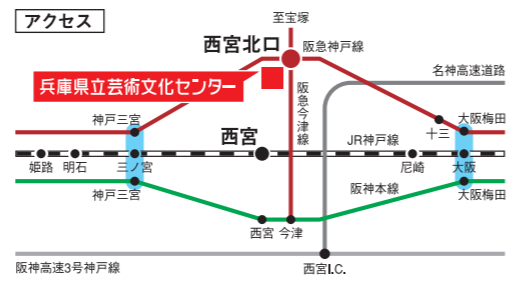 アクセス
至宝塚
西宮北口
阪急神戸線
兵庫県立芸術文化センター
名神高速道路
阪急今津線
神戸三宮
十三
大阪梅田
西宮
JR神戸線
姫路
明石
三ノ宮
尼崎
大阪
神戸三宮
阪神本線
大阪梅田
西宮
今津
阪神高速3号神戸線
西宮I.C.